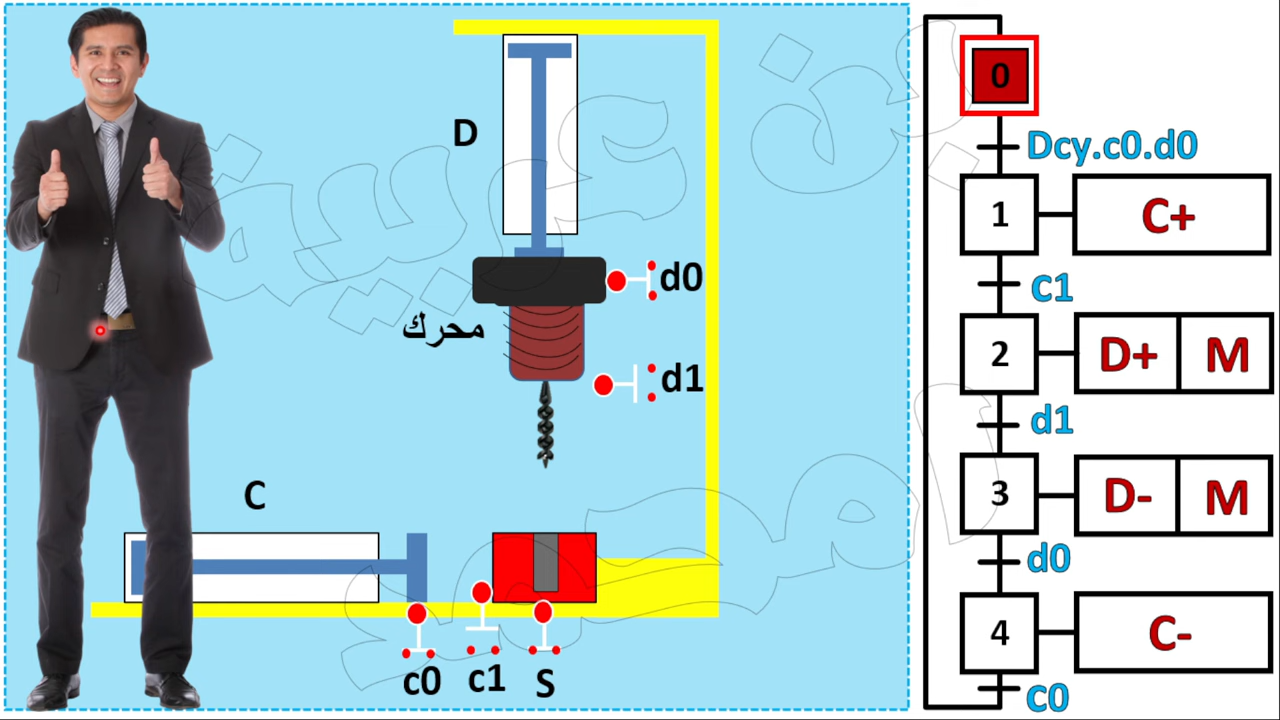 D
d0
محرك
d1
C
c0
c1
S
0
Dcy.c0.d0
1
C+
c1
2
D+ M
d1
3
D- M
d0
4
C-
c0